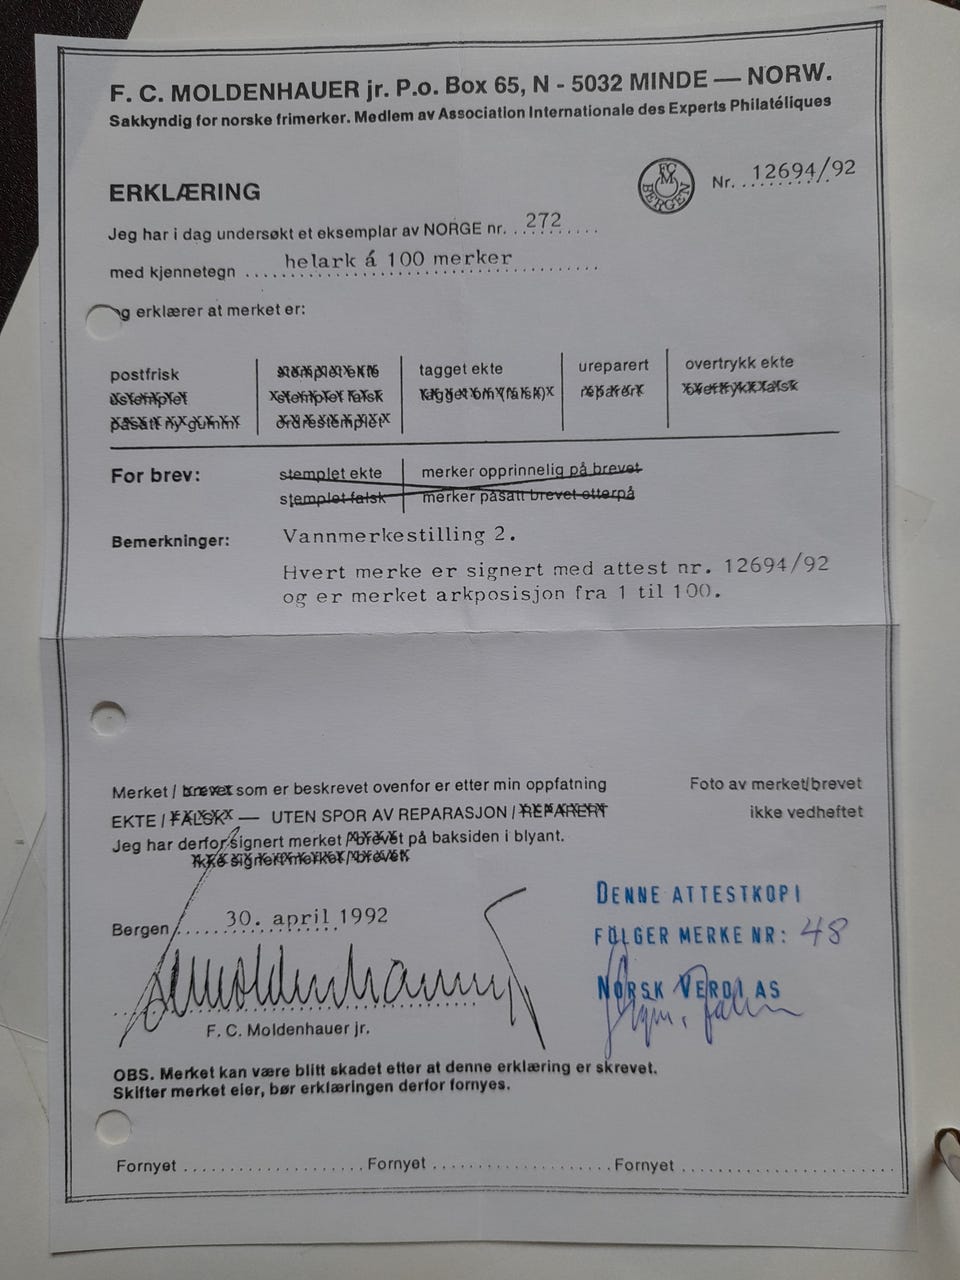 F. C. MOLDENHAUER jr. P.o. Box 65, N - 5032 MINDE — NORW.
Sakkyndig for norske frimerker. Medlem av Association Internationale des Experts Philatéliques
ERKLÆRING
FCM BERGEN
Nr. 12694/92
Jeg har i dag undersøkt et eksemplar av NORGE nr. 272
med kjennetegn helark á 100 merker
og erklærer at merket er:
postfrisk
ustemplet
påsatt ny gummi
stemplet ekte
stemplet falsk
ordrestemplet
tagget ekte
tagget om (falsk)
ureparert
reparert
overtrykk ekte
overtrykk falsk
For brev:
stemplet ekte
stemplet falsk
merker opprinnelig på brevet
merker påsatt brevet etterpå
Bemerkninger: Vannmerkestilling 2.
Hvert merke er signert med attest nr. 12694/92
og er merket arkposisjon fra 1 til 100.
Merket / brevet som er beskrevet ovenfor er etter min oppfatning
EKTE / FALSK — UTEN SPOR AV REPARASJON / REPARERT
Jeg har derfor signert merket / brevet på baksiden i blyant.
ikke signert merket / brevet.
Foto av merket/brevet
ikke vedheftet
Bergen, 30. april 1992
F. C. Moldenhauer jr.
DENNE ATTESTKOPI
FØLGER MERKE NR: 48
NORSK VERDI AS
OBS. Merket kan være blitt skadet etter at denne erklæring er skrevet.
Skifter merket eier, bør erklæringen derfor fornyes.
Fornyet Fornyet Fornyet